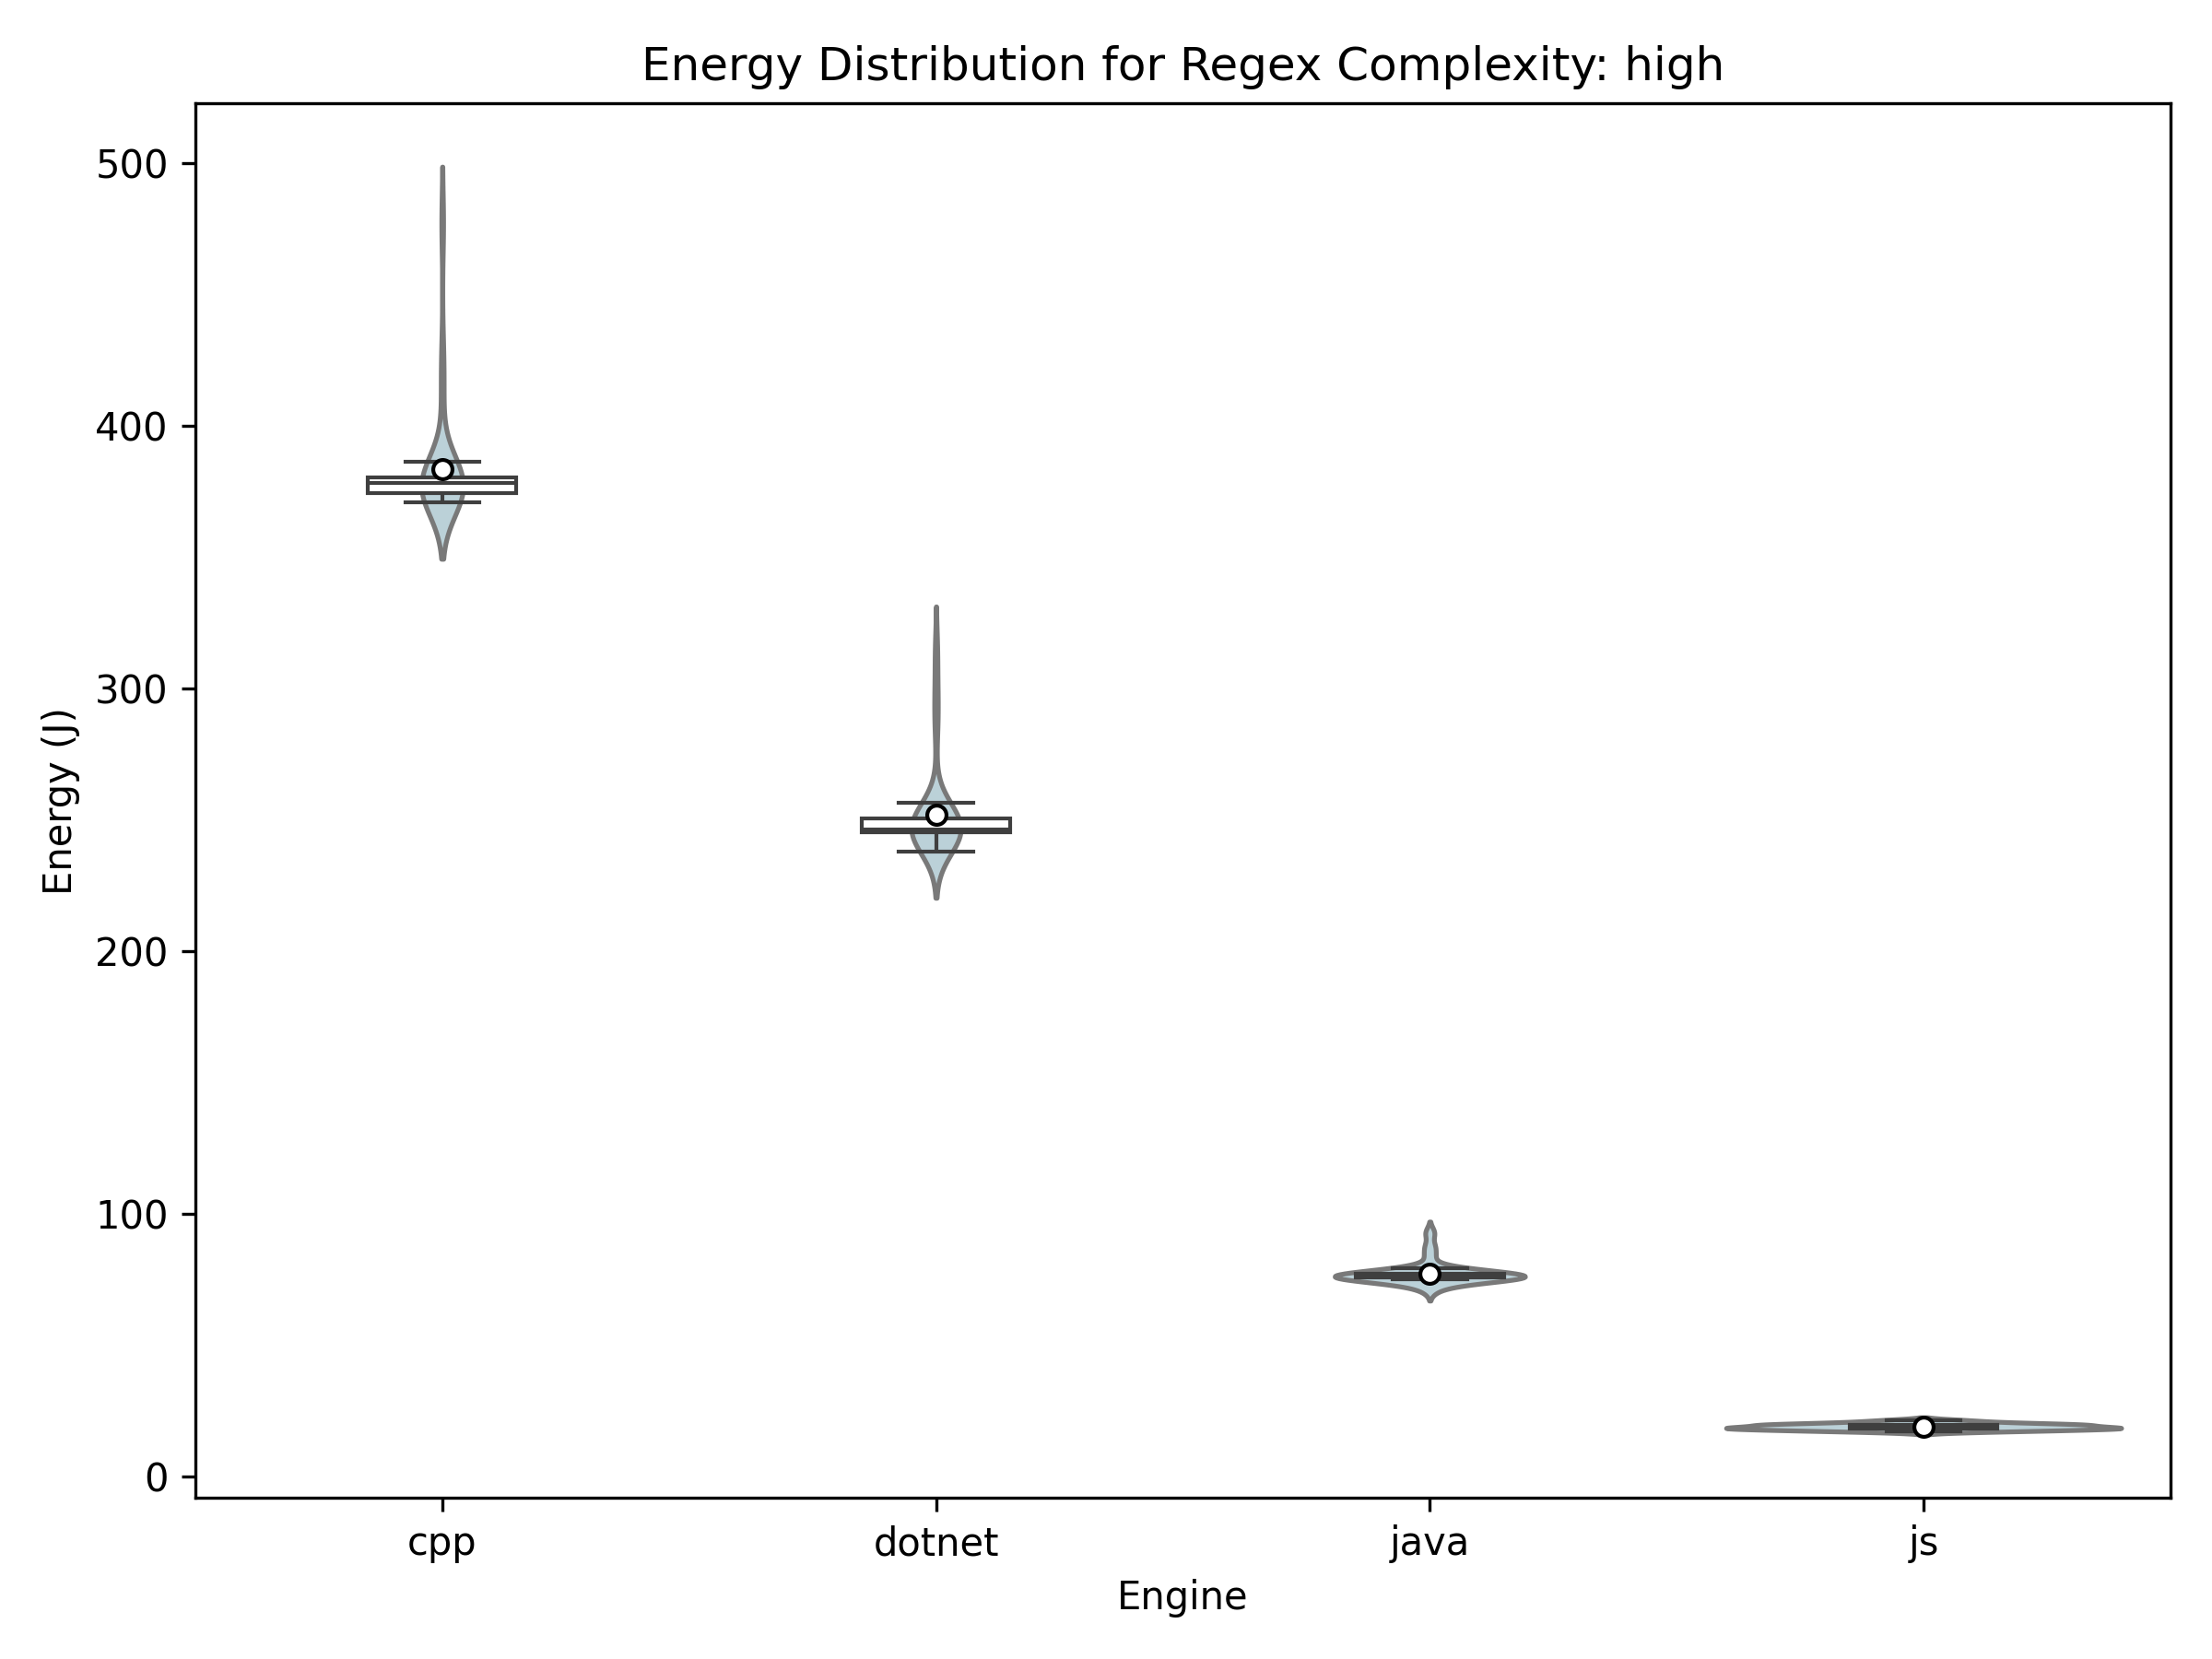 Energy Distribution for Regex Complexity: high
500
400
300
200
100
0
Energy (J)
cpp
dotnet
java
js
Engine